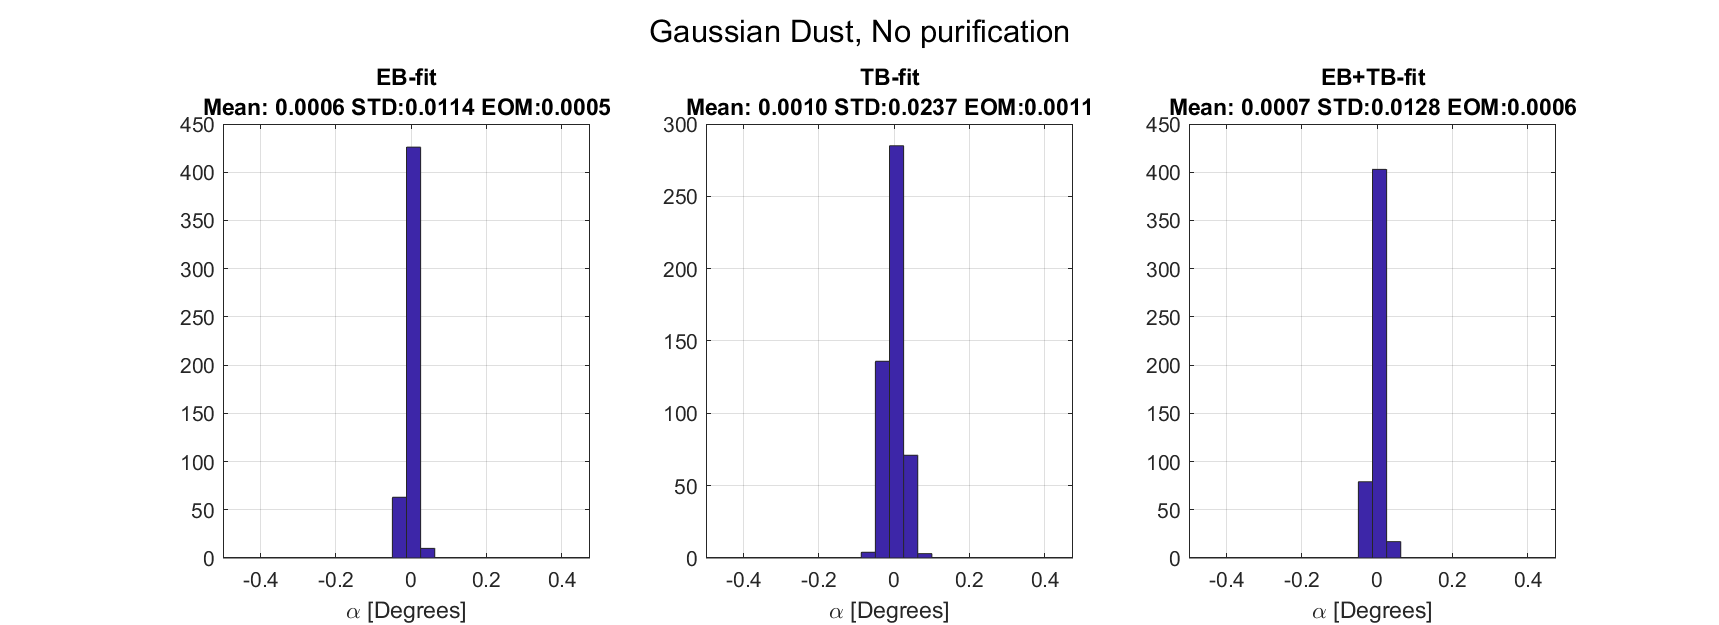 Gaussian Dust, No purification
EB-fit
Mean: 0.0006 STD:0.0114 EOM:0.0005
450
400
350
300
250
200
150
100
50
0
-0.4 -0.2 0 0.2 0.4
α [Degrees]
TB-fit
Mean: 0.0010 STD:0.0237 EOM:0.0011
300
250
200
150
100
50
0
-0.4 -0.2 0 0.2 0.4
α [Degrees]
EB+TB-fit
Mean: 0.0007 STD:0.0128 EOM:0.0006
450
400
350
300
250
200
150
100
50
0
-0.4 -0.2 0 0.2 0.4
α [Degrees]